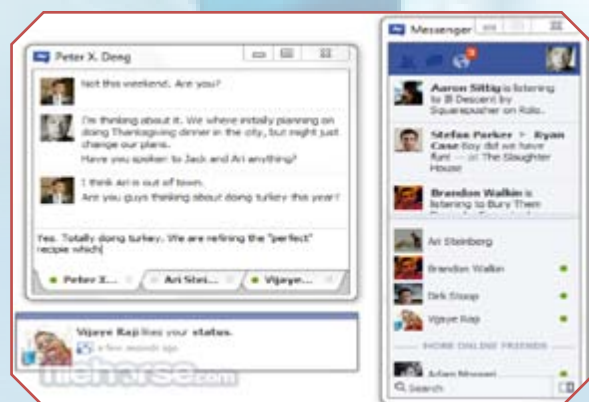 Peter X. Deng
Not this weekend. Are you?
I'm thinking about it. We where initially planning on
doing Thanksgiving dinner in the city, but might just
change our plans.
Have you spoken to Jack and Ari anything?
I think Ari is out of town.
Are you guys thinking about doing turkey this year?
Yes. Totally doing turkey. We are refining the "perfect"
recipie which
Peter X...
Ari Stei...
Vijaye...
Vijaye Raji likes your status.
a few seconds ago
filehorse.com
Messenger
Aaron Sittig is listening
to Descent by
Squarepusher on Rdio.
Stefan Parker ▸ Ryan
Case Boy did we have
fun! — at The Slaughter
House
Brandon Walkin is
listening to Bury Them
Ari Steinberg
Brandon Walkin
Dirk Stoop
Vijaye Raji
MORE ONLINE FRIENDS
Adam Mosseri
Search